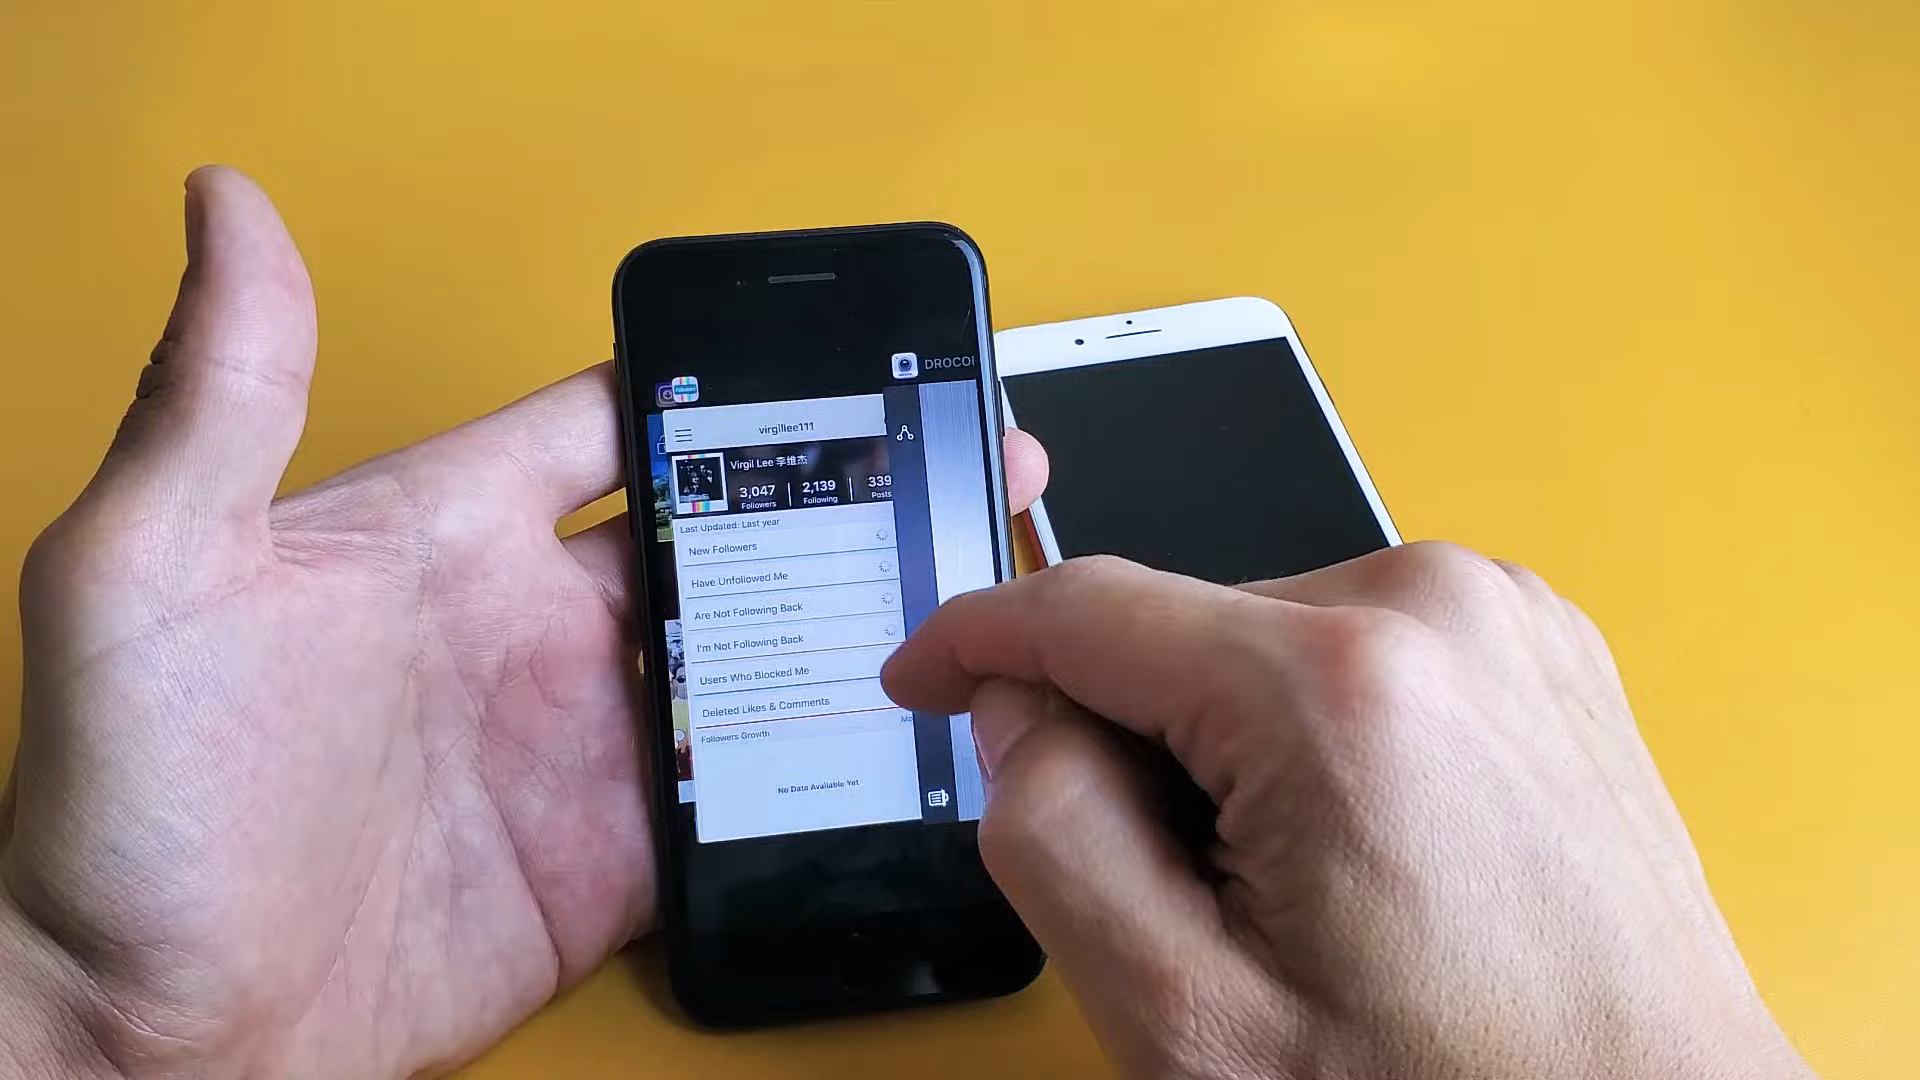 DROCO
Followers
virgillee111
Virgil Lee 李维杰
3,047 2,139 339
Followers Following Posts
Last Updated: Last year
New Followers
Have Unfollowed Me
Are Not Following Back
I'm Not Following Back
Users Who Blocked Me
Deleted Likes & Comments
Followers Growth
No Data Available Yet